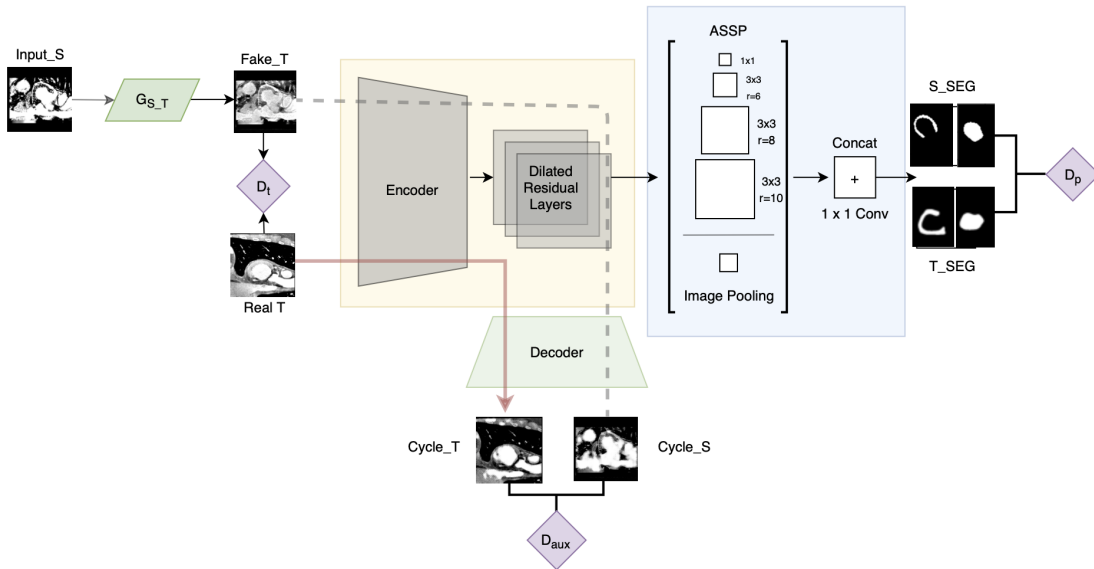 Input_S
G_S_T
Fake_T
D_t
Real T
Encoder
Dilated
Residual
Layers
ASSP
1x1
3x3
r=6
3x3
r=8
3x3
r=10
Image Pooling
Concat
+
1 x 1 Conv
S_SEG
T_SEG
D_p
Decoder
Cycle_T
Cycle_S
D_aux